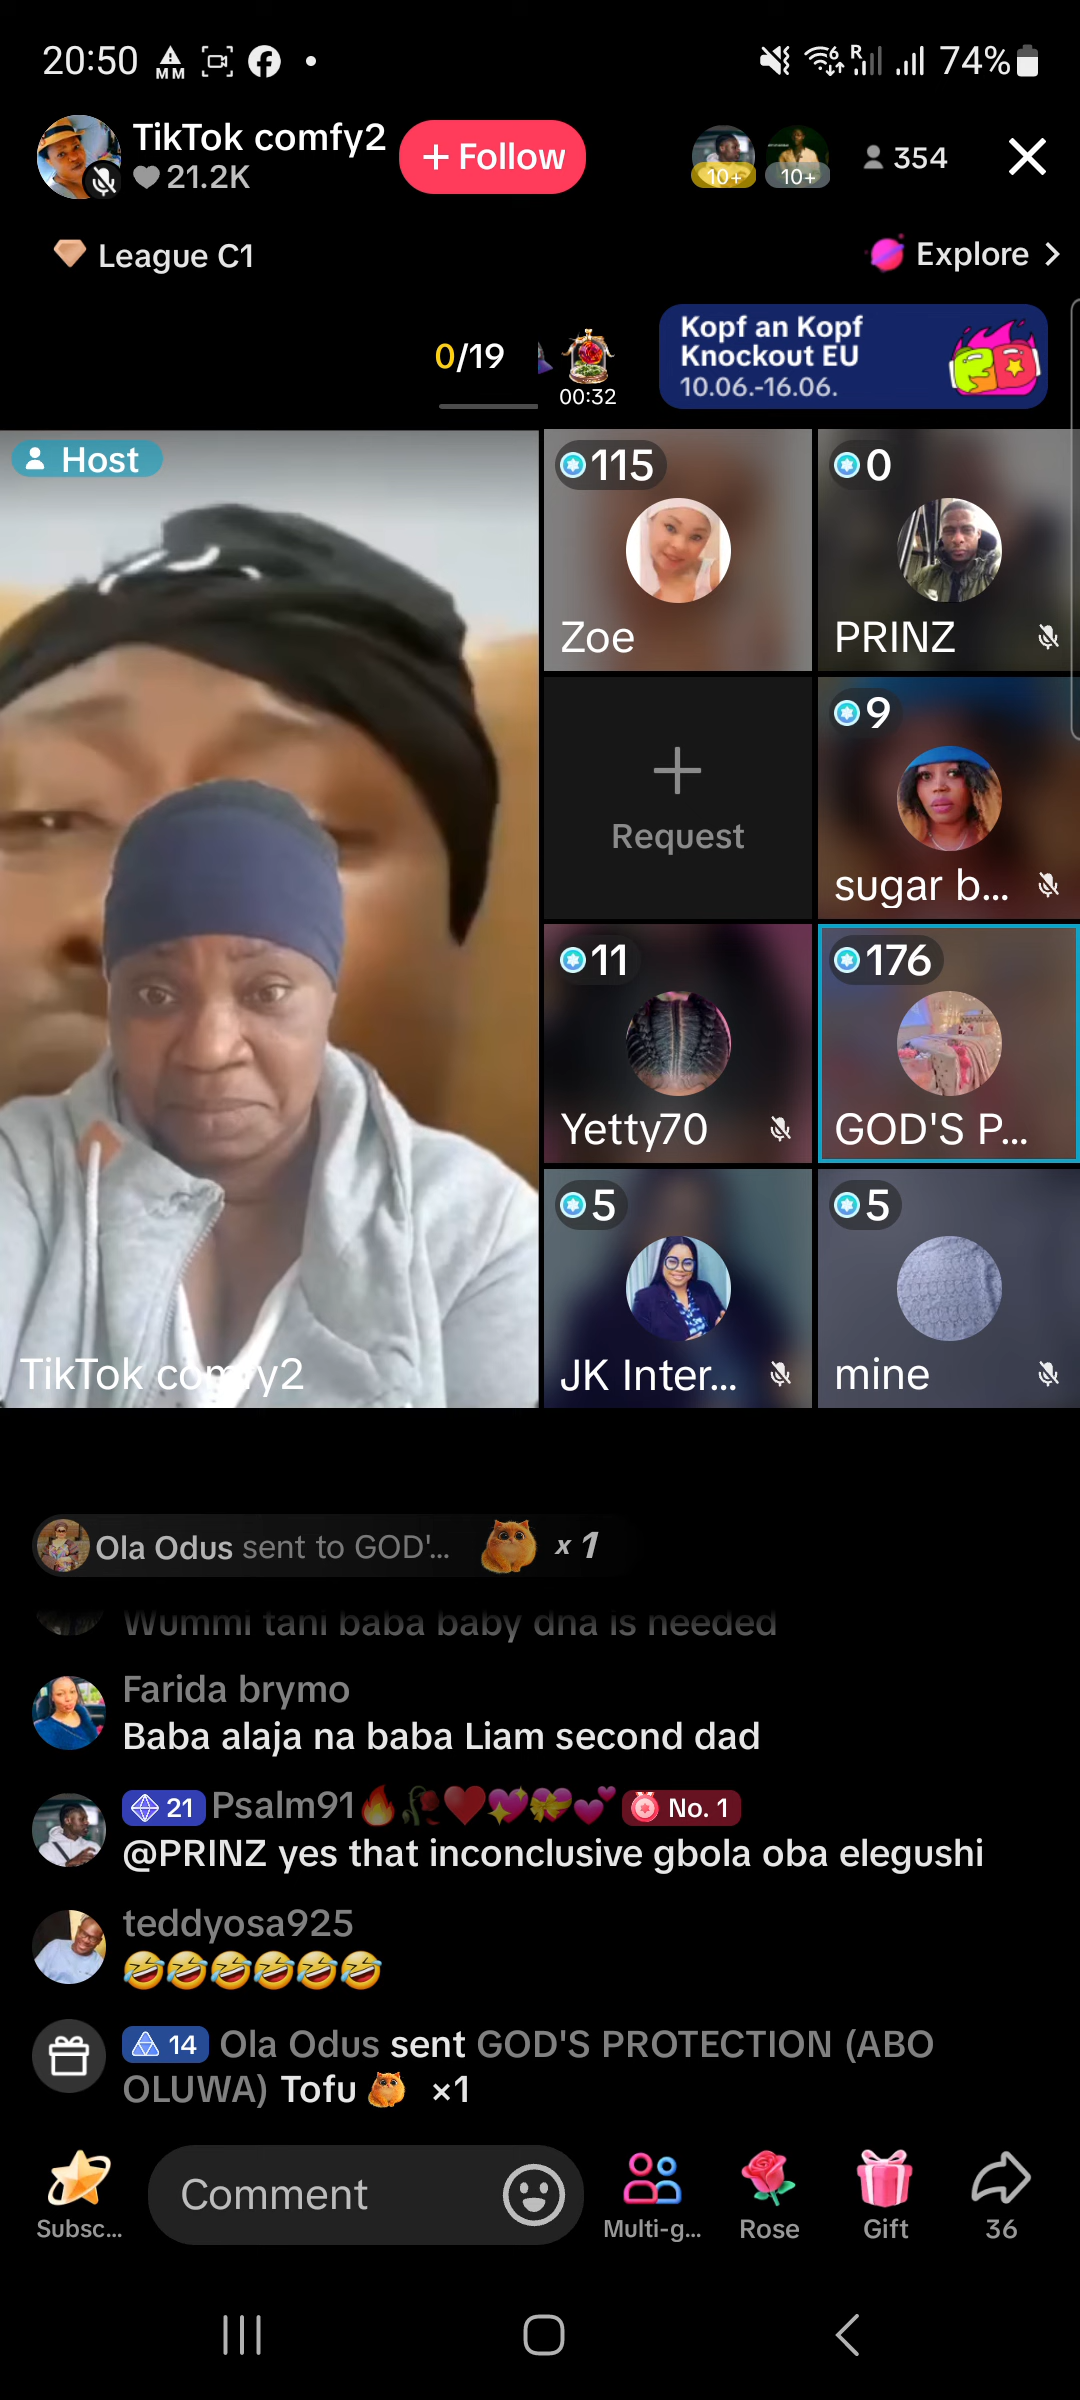 20:50
MM
R
74%
TikTok comfy2
21.2K
+ Follow
10+
10+
354
League C1
Explore
0/19
00:32
Kopf an Kopf
Knockout EU
10.06.-16.06.
Host
TikTok comfy2
115
Zoe
0
PRINZ
Request
9
sugar b...
11
Yetty70
176
GOD'S P...
5
JK Inter...
5
mine
Ola Odus sent to GOD'... x 1
Wummi tani baba baby dna is needed
Farida brymo
Baba alaja na baba Liam second dad
21 Psalm91🔥🥀❤️💖💝💕 No. 1
@PRINZ yes that inconclusive gbola oba elegushi
teddyosa925
🤣🤣🤣🤣🤣🤣
14 Ola Odus sent GOD'S PROTECTION (ABO
OLUWA) Tofu ×1
Subsc...
Comment
Multi-g...
Rose
Gift
36